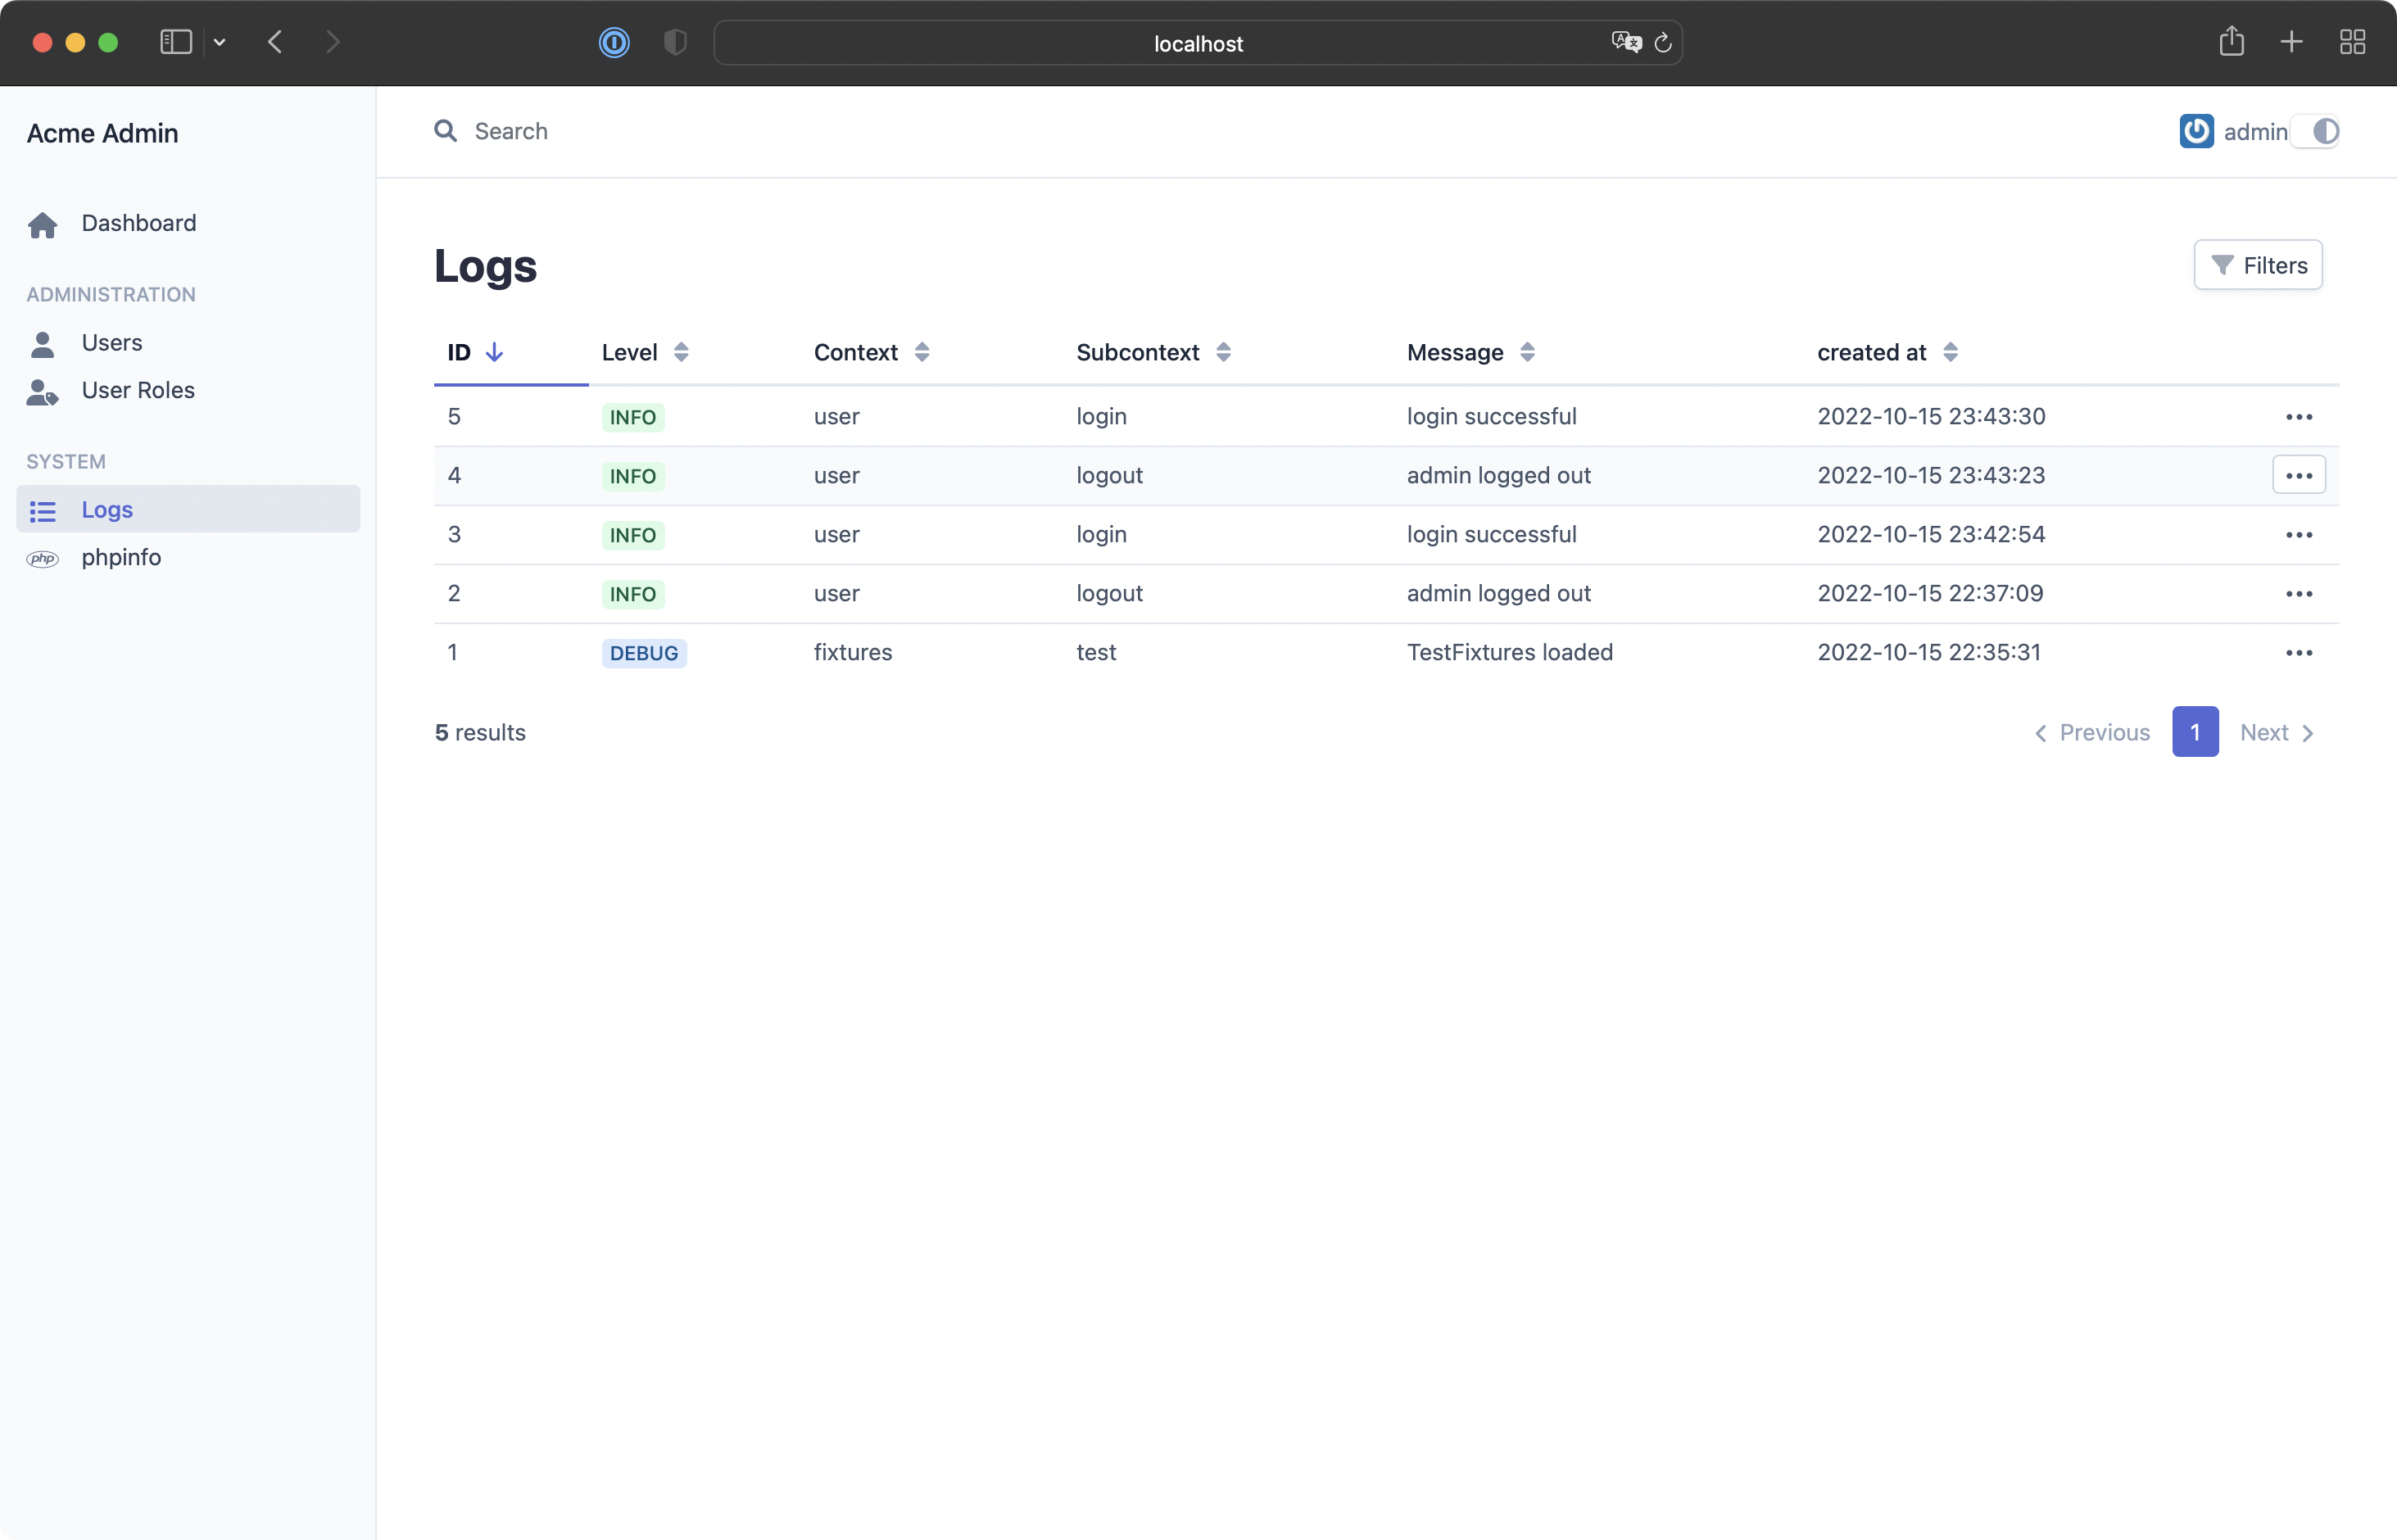 localhost
Acme Admin
Search
admin
Dashboard
ADMINISTRATION
Users
User Roles
SYSTEM
Logs
php phpinfo
Logs
Filters
ID Level Context Subcontext Message created at
5 INFO user login login successful 2022-10-15 23:43:30
4 INFO user logout admin logged out 2022-10-15 23:43:23
3 INFO user login login successful 2022-10-15 23:42:54
2 INFO user logout admin logged out 2022-10-15 22:37:09
1 DEBUG fixtures test TestFixtures loaded 2022-10-15 22:35:31
5 results
Previous 1 Next